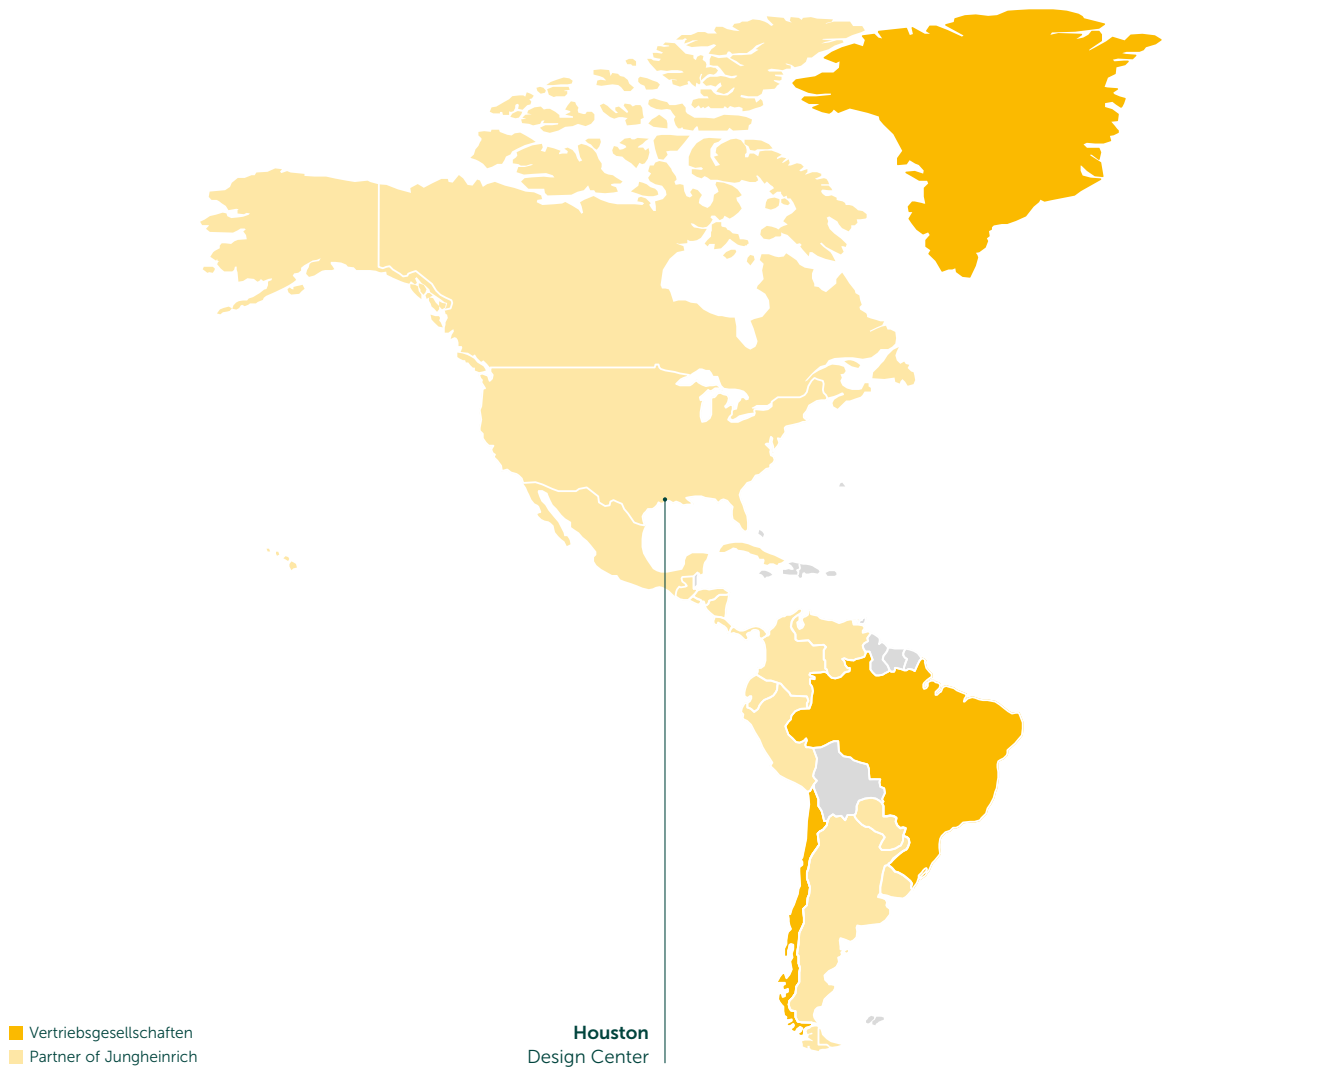 Vertriebsgesellschaften
Partner of Jungheinrich
Houston
Design Center